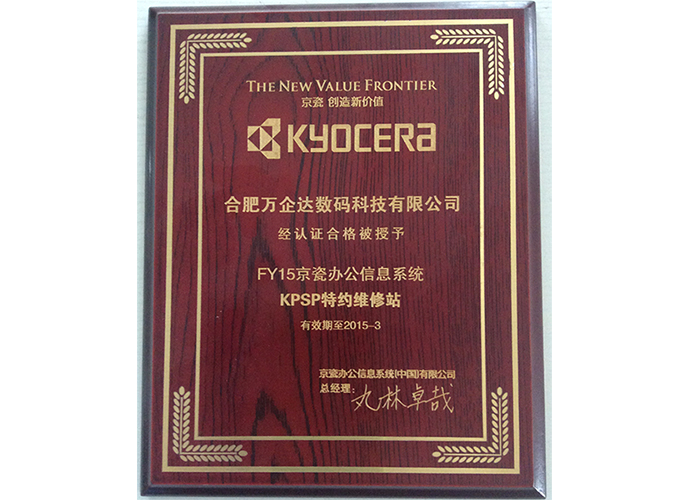 THE NEW VALUE FRONTIER
京瓷 创造新价值
KYOCERA
合肥万企达数码科技有限公司
经认证合格被授予
FY15京瓷办公信息系统
KPSP特约维修站
有效期至2015-3
京瓷办公信息系统(中国)有限公司
总经理:丸林卓哉